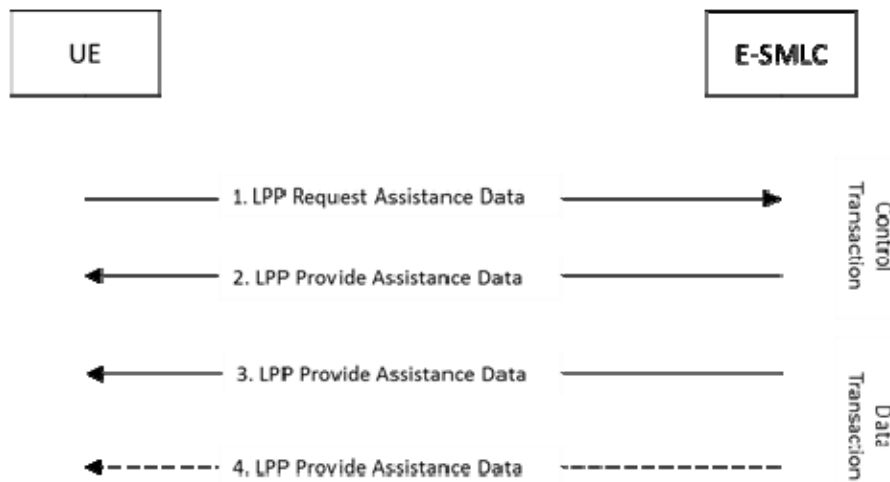 UE
E-SMLC
1. LPP Request Assistance Data
2. LPP Provide Assistance Data
Control
Transaction
3. LPP Provide Assistance Data
4. LPP Provide Assistance Data
Data
Transaction